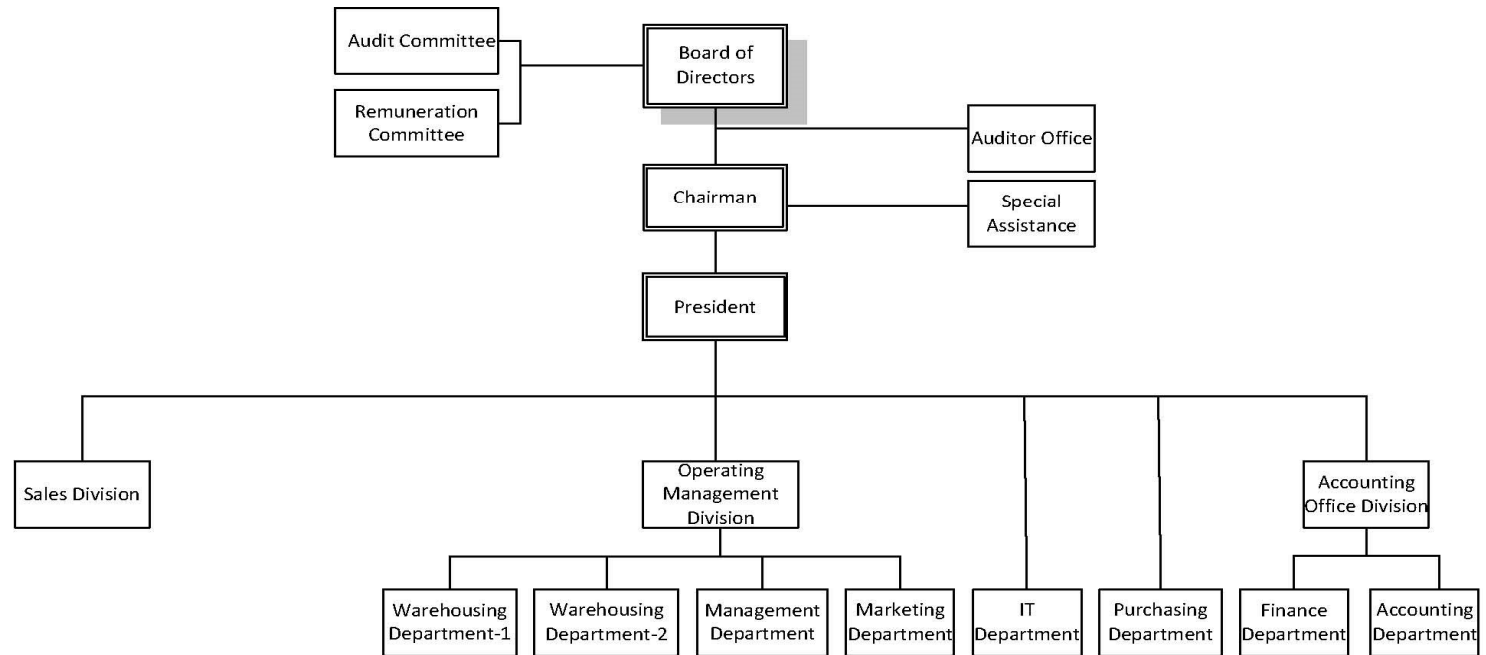 Audit Committee
Board of
Directors
Remuneration
Committee
Auditor Office
Chairman
Special
Assistance
President
Sales Division
Operating
Management
Division
Accounting
Office Division
Warehousing
Department-1
Warehousing
Department-2
Management
Department
Marketing
Department
IT
Department
Purchasing
Department
Finance
Department
Accounting
Department